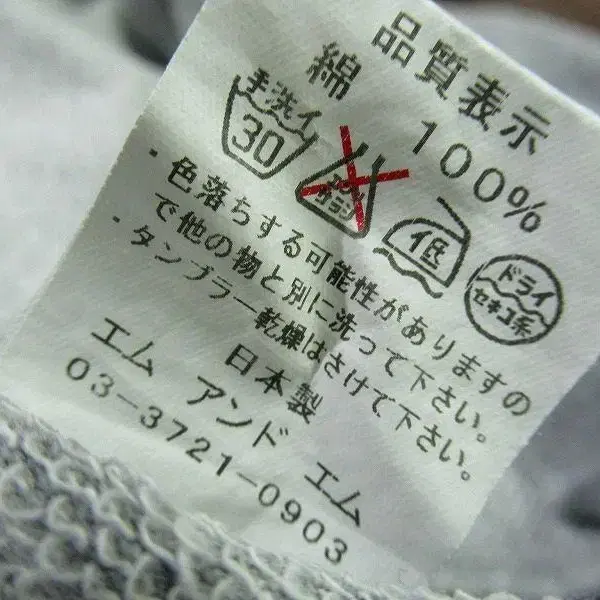 品質表示
綿 100%
手洗イ
30
エンソサラシ
低
ドライ
セキユ系
・色落ちする可能性がありますの
で他の物と別に洗って下さい。
・タンブラー乾燥はさけて下さい。
日本製
エム アンド エム
03-3721-0903